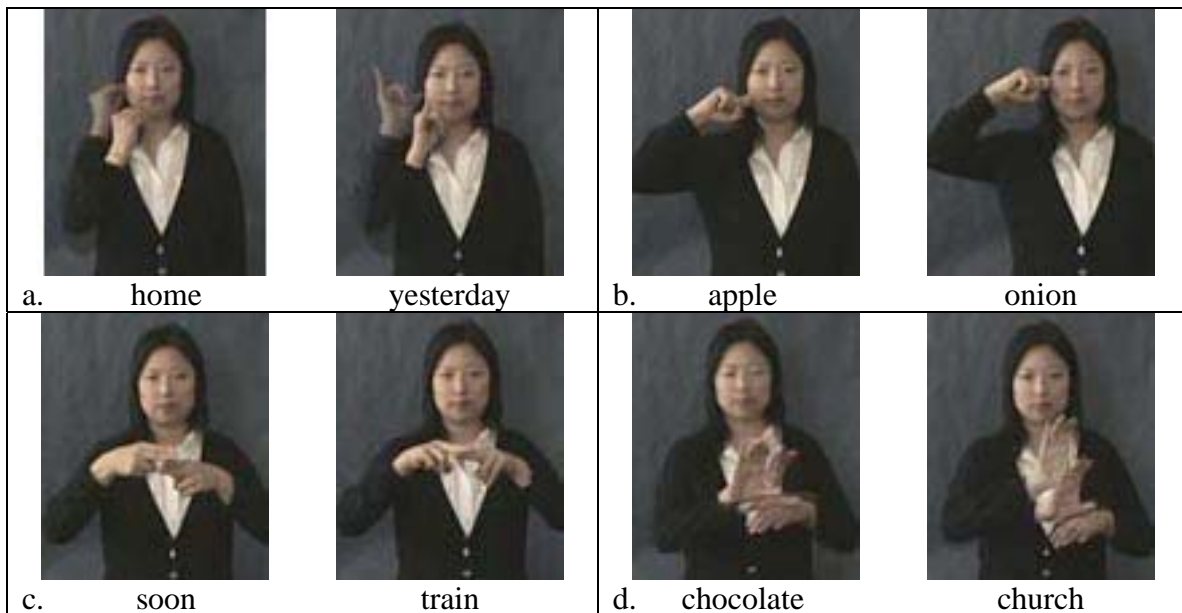 a. home yesterday
b. apple onion
c. soon train
d. chocolate church